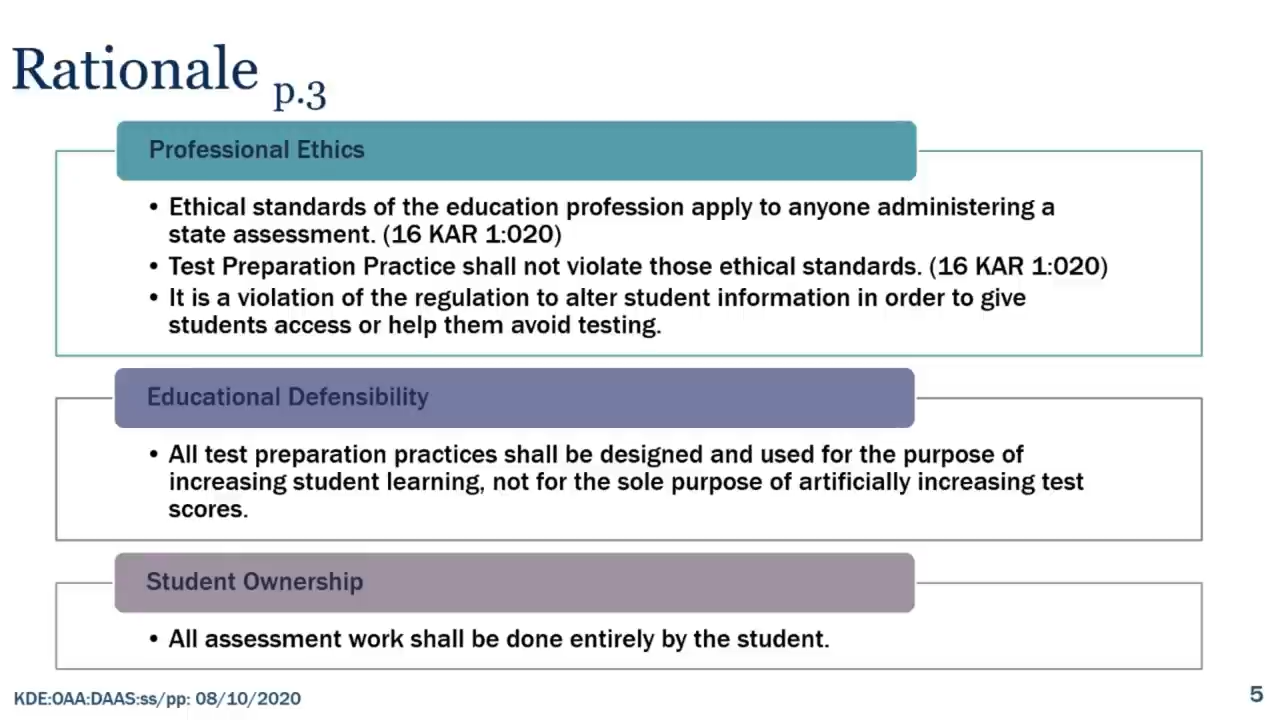 Rationale p.3
Professional Ethics
• Ethical standards of the education profession apply to anyone administering a
state assessment. (16 KAR 1:020)
• Test Preparation Practice shall not violate those ethical standards. (16 KAR 1:020)
• It is a violation of the regulation to alter student information in order to give
students access or help them avoid testing.
Educational Defensibility
• All test preparation practices shall be designed and used for the purpose of
increasing student learning, not for the sole purpose of artificially increasing test
scores.
Student Ownership
• All assessment work shall be done entirely by the student.
KDE:OAA:DAAS:ss/pp: 08/10/2020
5